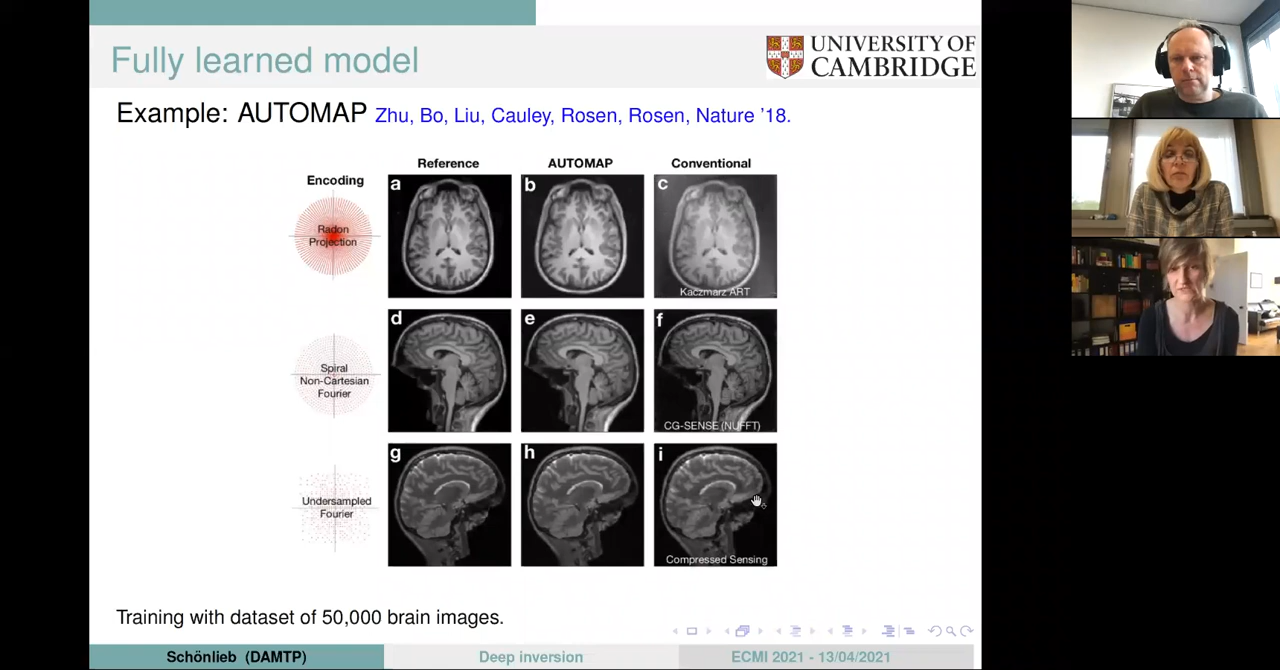 Fully learned model
UNIVERSITY OF
CAMBRIDGE
Example: AUTOMAP Zhu, Bo, Liu, Cauley, Rosen, Rosen, Nature '18.
Reference AUTOMAP Conventional
Encoding
a b c
Radon
Projection
Kaczmarz ART
d e f
Spiral
Non-Cartesian
Fourier
CG-SENSE (NUFFT)
g h i
Undersampled
Fourier
Compressed Sensing
Training with dataset of 50,000 brain images.
Schönlieb (DAMTP) Deep inversion ECMI 2021 - 13/04/2021